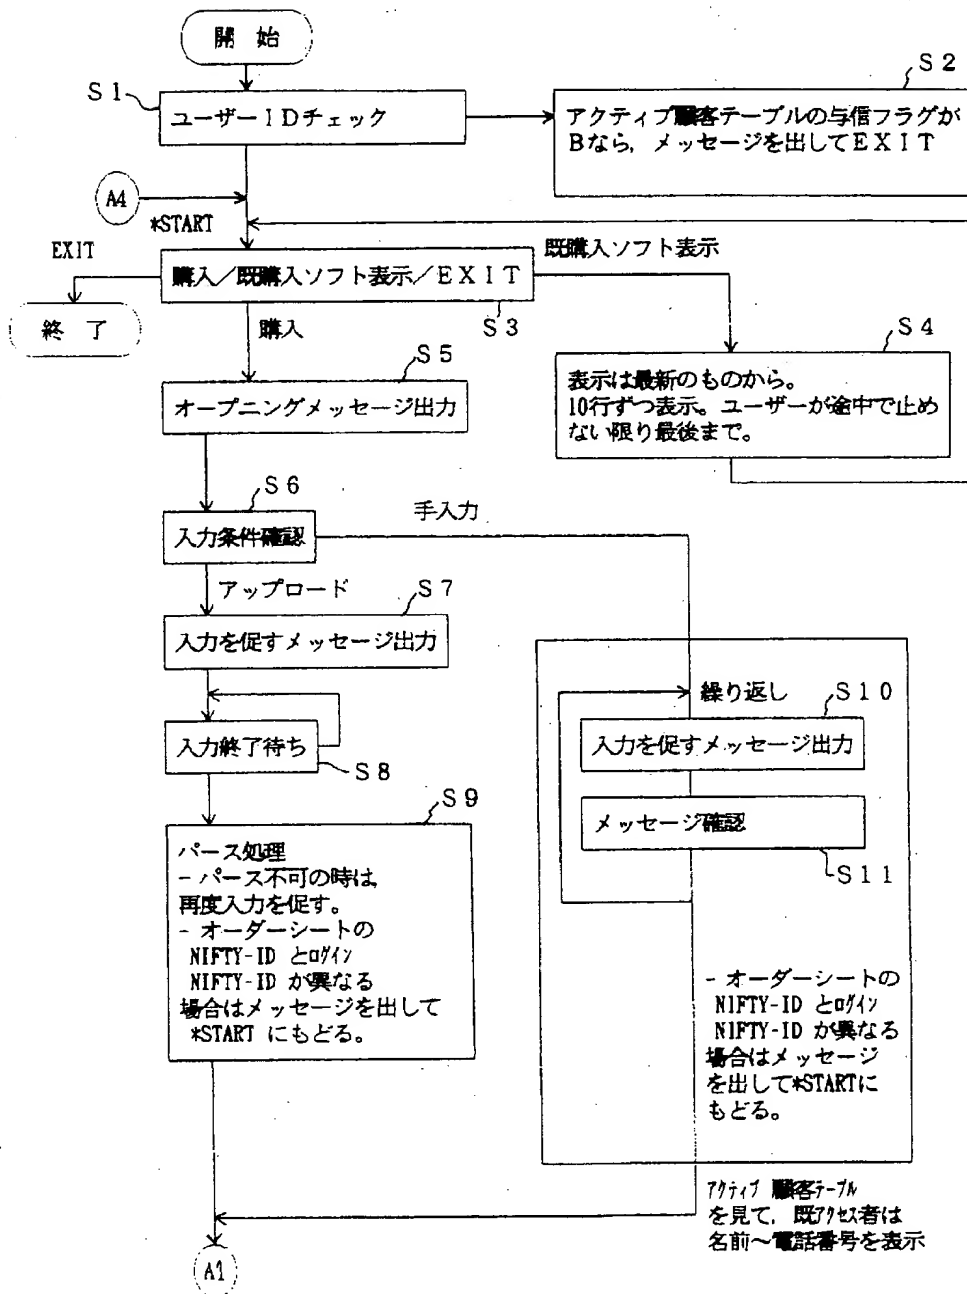 開 始
S1
ユーザーIDチェック
S2
アクティブ顧客テーブルの与信フラグが
Bなら,メッセージを出してEXIT
A4
*START
EXIT
終 了
購入/既購入ソフト表示/EXIT
S3
既購入ソフト表示
購入
S4
表示は最新のものから。
10行ずつ表示。ユーザーが途中で止め
ない限り最後まで。
S5
オープニングメッセージ出力
S6
入力条件確認
手入力
アップロード
S7
入力を促すメッセージ出力
入力終了待ち
S8
S9
パース処理
- パース不可の時は,
再度入力を促す。
- オーダーシートの
NIFTY-ID とログイン
NIFTY-ID が異なる
場合はメッセージを出して
*START にもどる。
繰り返し
S10
入力を促すメッセージ出力
メッセージ確認
S11
- オーダーシートの
NIFTY-ID とログイン
NIFTY-ID が異なる
場合はメッセージ
を出して*STARTに
もどる。
アクティブ 顧客テーブル
を見て,既アクセス者は
名前~電話番号を表示
A1